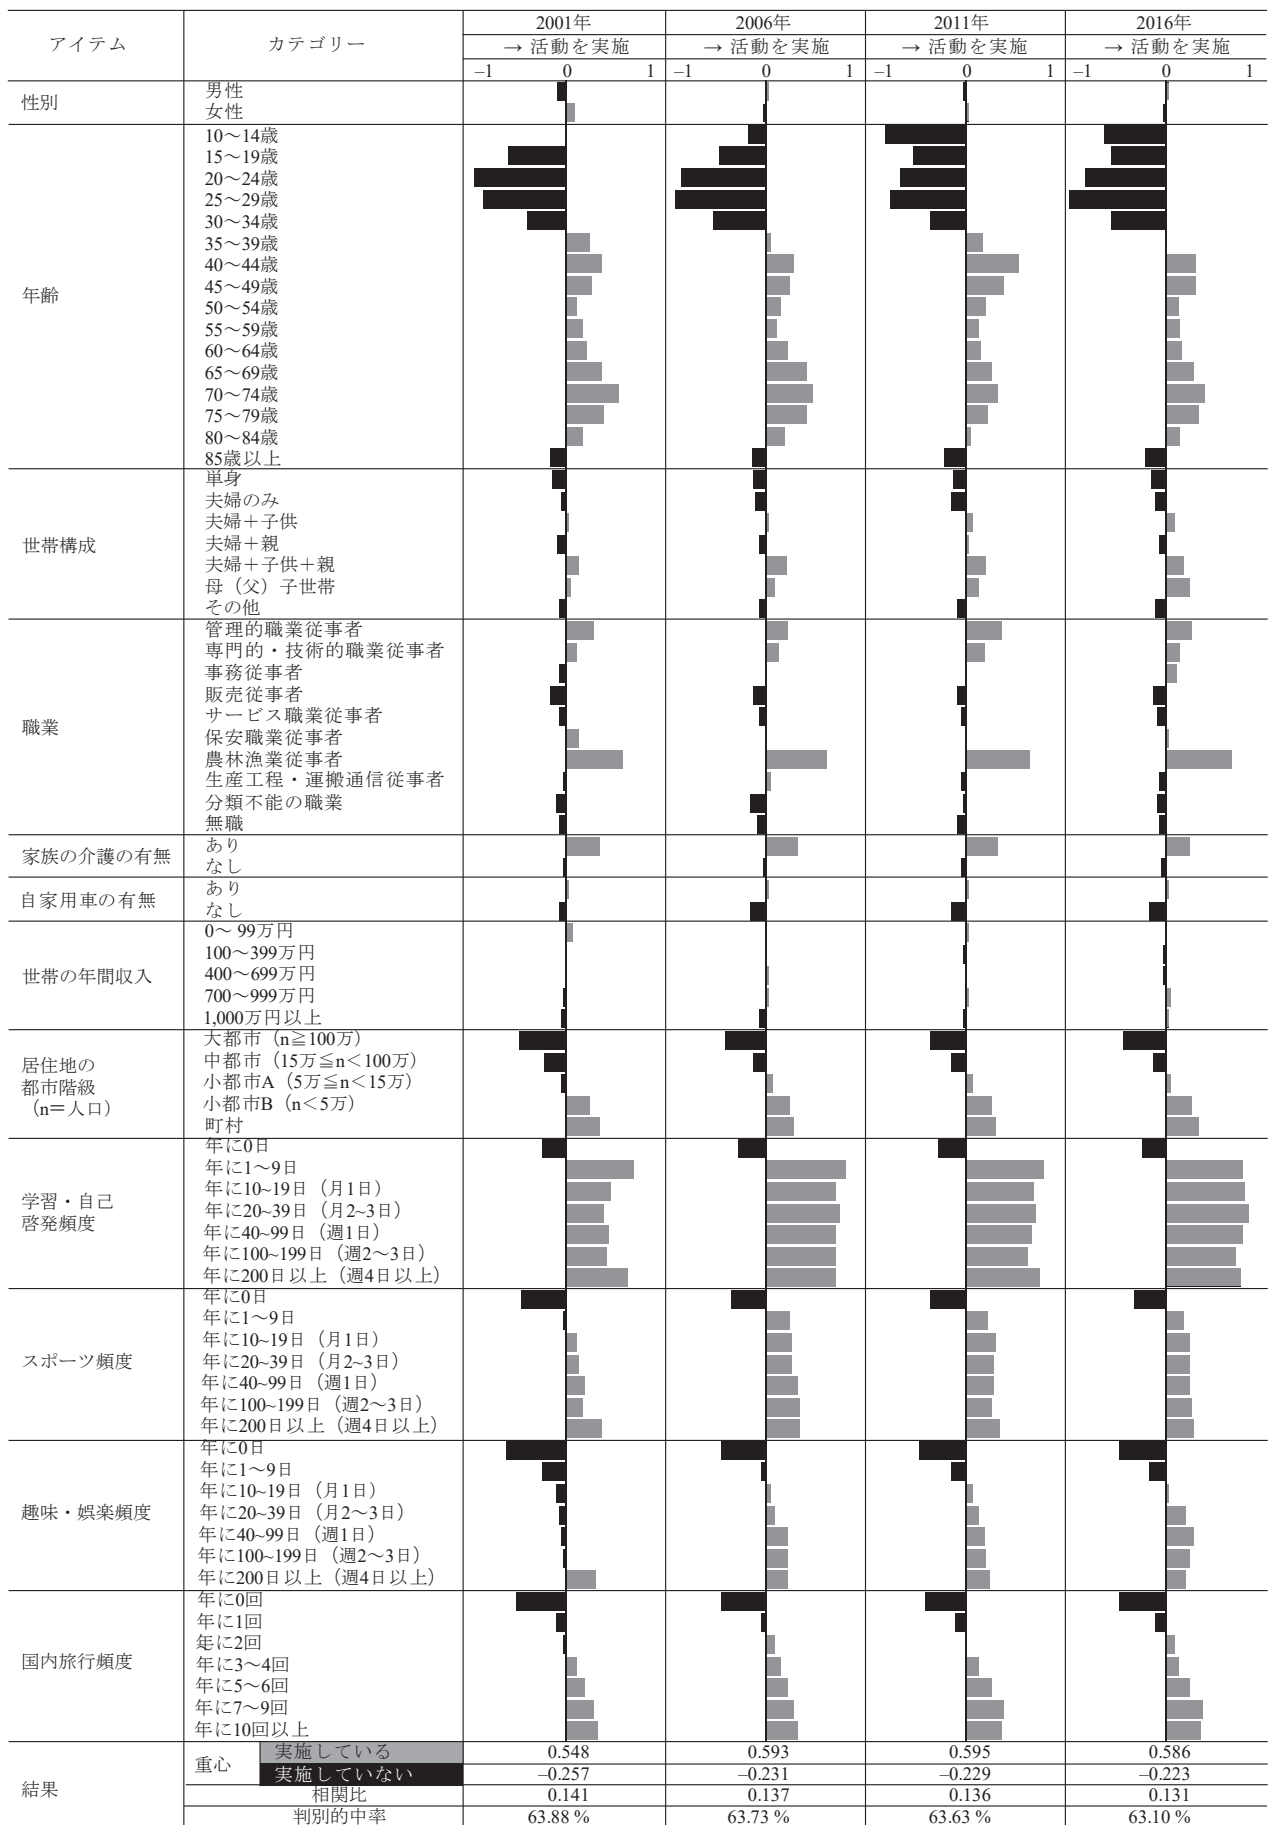 アイテム カテゴリー 2001年 2006年 2011年 2016年
→ 活動を実施 → 活動を実施 → 活動を実施 → 活動を実施
–1 0 1 –1 0 1 –1 0 1 –1 0 1
性別
男性
女性
年齢
10〜14歳
15〜19歳
20〜24歳
25〜29歳
30〜34歳
35〜39歳
40〜44歳
45〜49歳
50〜54歳
55〜59歳
60〜64歳
65〜69歳
70〜74歳
75〜79歳
80〜84歳
85歳以上
世帯構成
単身
夫婦のみ
夫婦＋子供
夫婦＋親
夫婦＋子供＋親
母（父）子世帯
その他
職業
管理的職業従事者
専門的・技術的職業従事者
事務従事者
販売従事者
サービス職業従事者
保安職業従事者
農林漁業従事者
生産工程・運搬通信従事者
分類不能の職業
無職
家族の介護の有無
あり
なし
自家用車の有無
あり
なし
世帯の年間収入
0〜 99万円
100〜399万円
400〜699万円
700〜999万円
1,000万円以上
居住地の
都市階級
（n＝人口）
大都市（n≧100万）
中都市（15万≦n＜100万）
小都市A（5万≦n＜15万）
小都市B（n＜5万）
町村
学習・自己
啓発頻度
年に0日
年に1〜9日
年に10~19日（月1日）
年に20~39日（月2~3日）
年に40~99日（週1日）
年に100~199日（週2〜3日）
年に200日以上（週4日以上）
スポーツ頻度
年に0日
年に1〜9日
年に10~19日（月1日）
年に20~39日（月2~3日）
年に40~99日（週1日）
年に100~199日（週2〜3日）
年に200日以上（週4日以上）
趣味・娯楽頻度
年に0日
年に1〜9日
年に10~19日（月1日）
年に20~39日（月2〜3日）
年に40~99日（週1日）
年に100~199日（週2〜3日）
年に200日以上（週4日以上）
国内旅行頻度
年に0回
年に1回
年に2回
年に3〜4回
年に5〜6回
年に7〜9回
年に10回以上
結果
重心
実施している 0.548 0.593 0.595 0.586
実施していない –0.257 –0.231 –0.229 –0.223
相関比 0.141 0.137 0.136 0.131
判別的中率 63.88 % 63.73 % 63.63 % 63.10 %